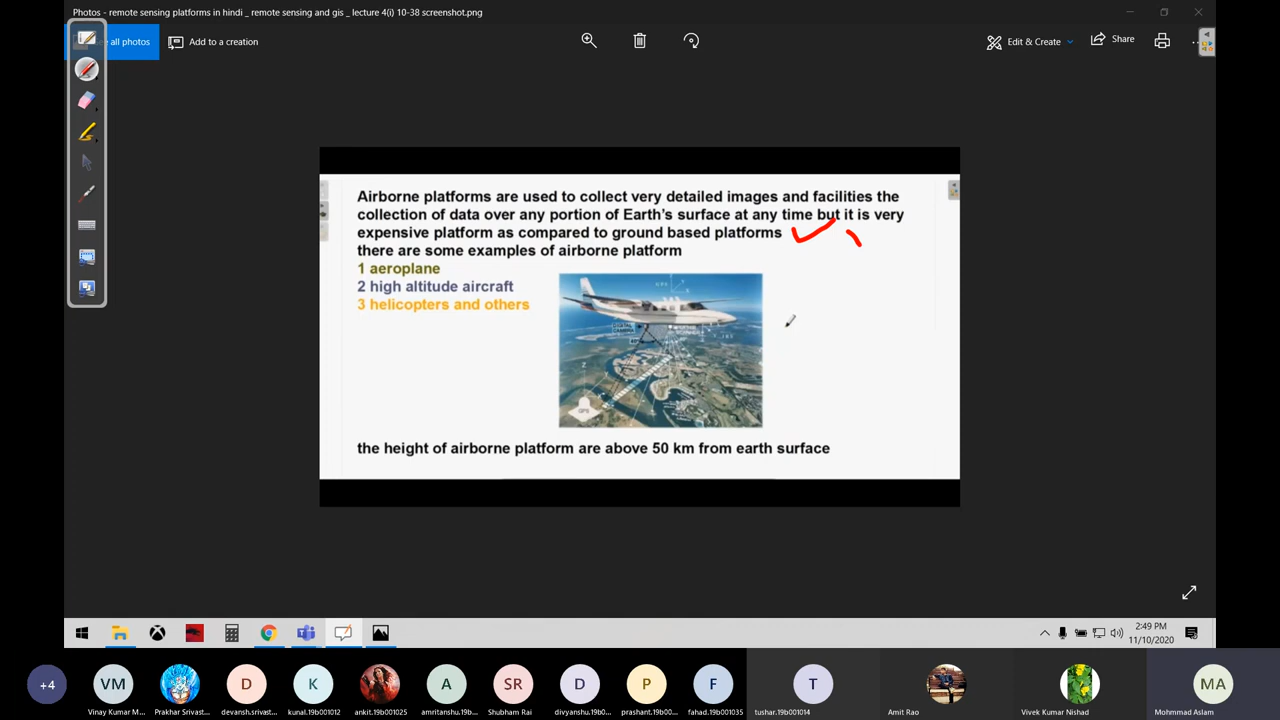 Photos - remote sensing platforms in hindi _ remote sensing and gis _ lecture 4(i) 10-38 screenshot.png
all photos
Add to a creation
Edit & Create
Share
Airborne platforms are used to collect very detailed images and facilities the
collection of data over any portion of Earth's surface at any time but it is very
expensive platform as compared to ground based platforms
there are some examples of airborne platform
1 aeroplane
2 high altitude aircraft
3 helicopters and others
GPS
the height of airborne platform are above 50 km from earth surface
2:49 PM
11/10/2020
+4
VM
D
K
A
SR
D
P
F
T
MA
Vinay Kumar M...
Prakhar Srivast...
devansh.srivast...
kunal.19b001012
ankit.19b001025
amritanshu.19b...
Shubham Rai
divyanshu.19b0...
prashant.19b00...
fahad.19b001035
tushar.19b001014
Amit Rao
Vivek Kumar Nishad
Mohmmad Aslam